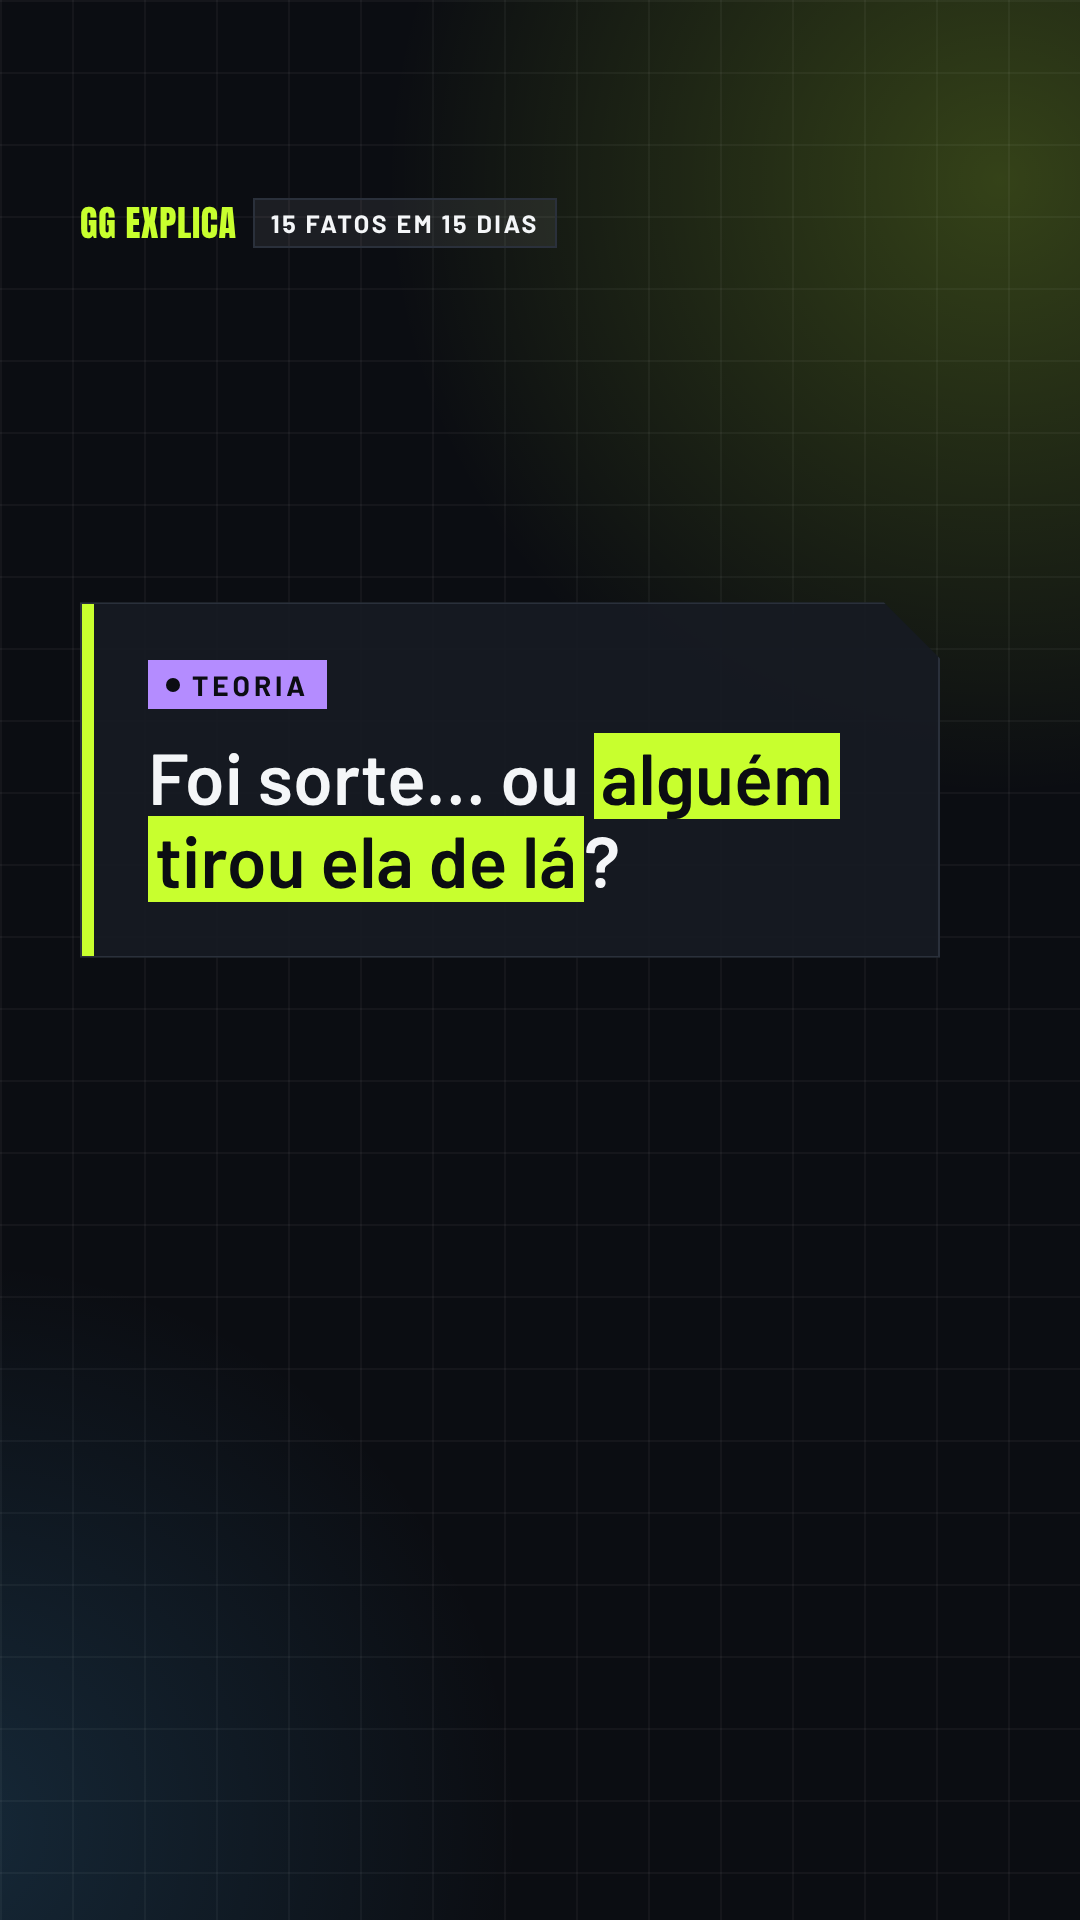 GG EXPLICA 15 FATOS EM 15 DIAS
TEORIA
Foi sorte... ou alguém
tirou ela de lá?